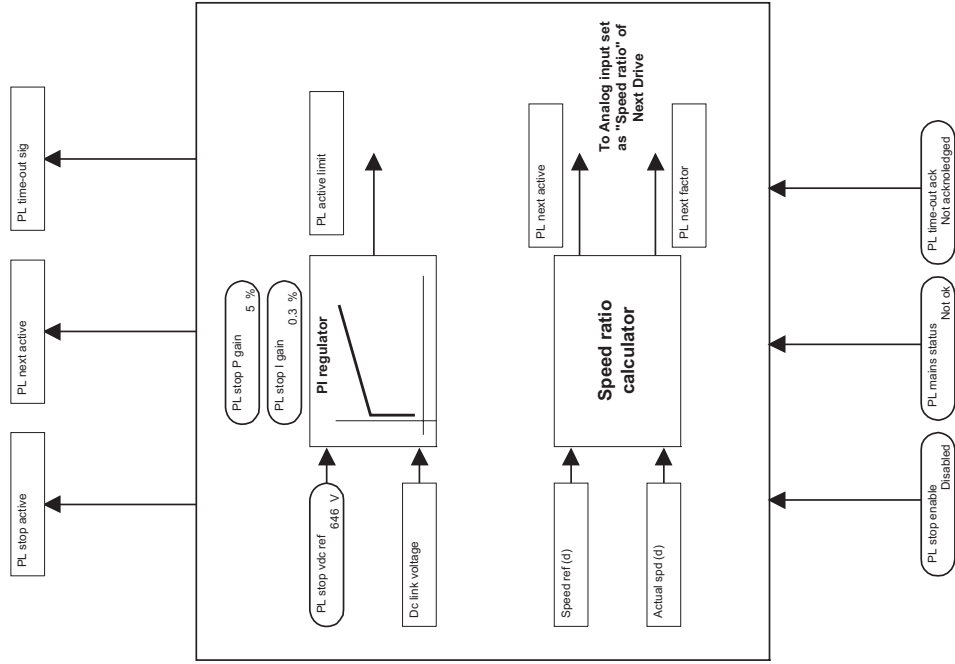 PL stop active
PL next active
PL time-out sig
PL stop P gain
5 %
PL stop I gain
0.3 %
PL stop vdc ref
646 V
Dc link voltage
PI regulator
PL active limit
Speed ref (d)
Actual spd (d)
Speed ratio
calculator
PL next active
To Analog input set
as "Speed ratio" of
Next Drive
PL next factor
PL stop enable
Disabled
PL mains status
Not ok
PL time-out ack
Not acknoledged